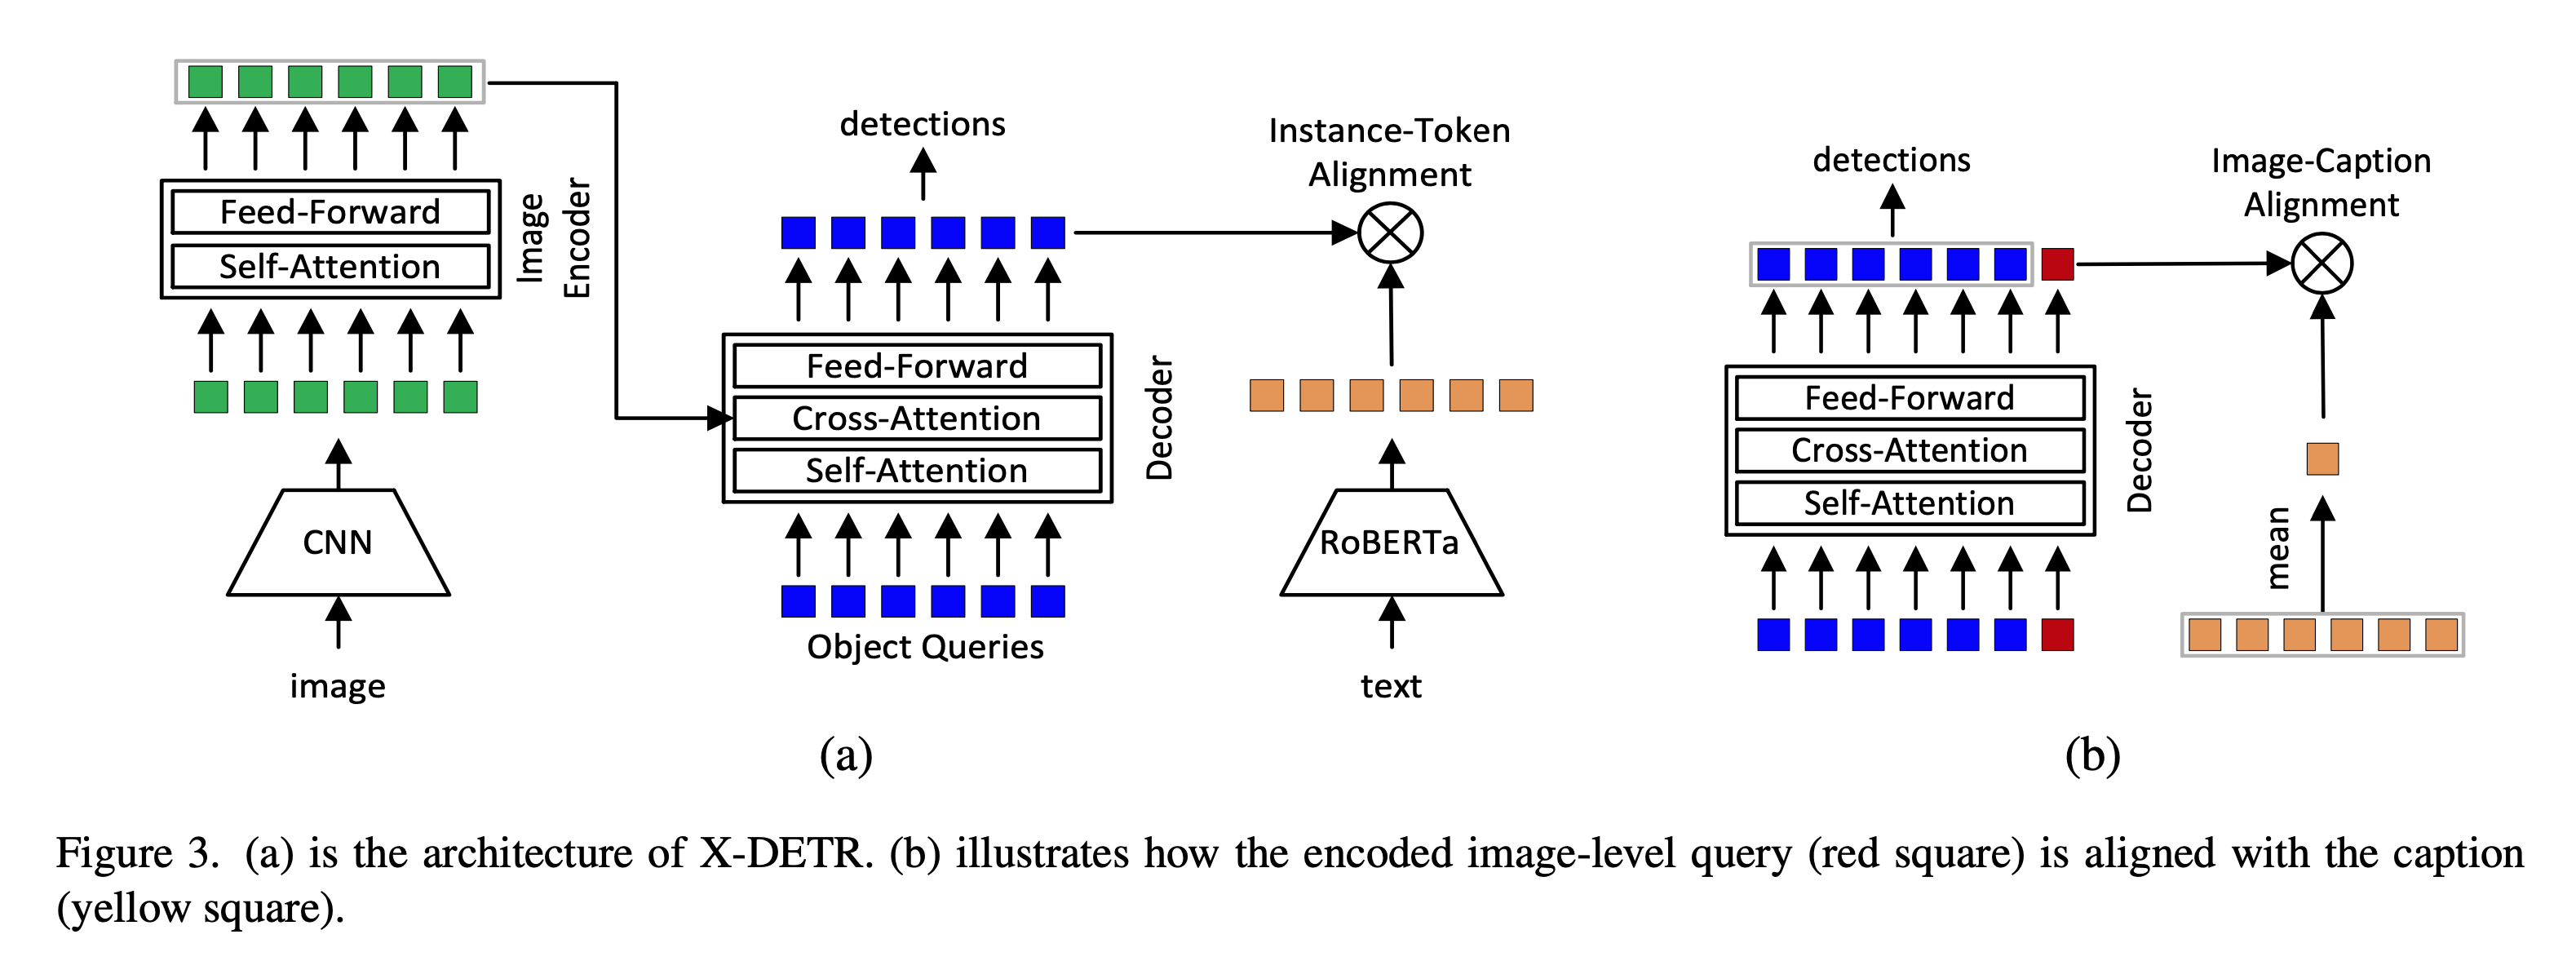 Feed-Forward
Self-Attention
Image
Encoder
CNN
image
detections
Feed-Forward
Cross-Attention
Self-Attention
Decoder
Object Queries
Instance-Token
Alignment
RoBERTa
text
(a)
detections
Feed-Forward
Cross-Attention
Self-Attention
Decoder
Image-Caption
Alignment
mean
(b)
Figure 3. (a) is the architecture of X-DETR. (b) illustrates how the encoded image-level query (red square) is aligned with the caption
(yellow square).